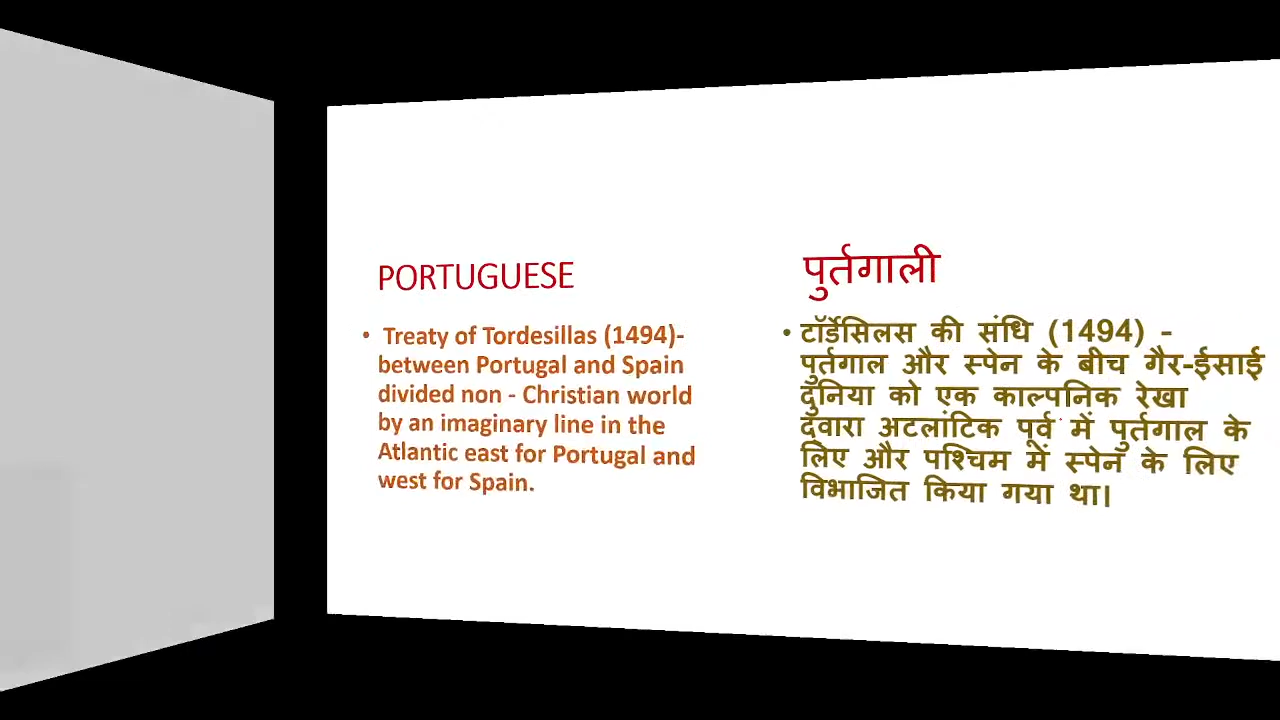 PORTUGUESE
• Treaty of Tordesillas (1494)-
between Portugal and Spain
divided non - Christian world
by an imaginary line in the
Atlantic east for Portugal and
west for Spain.
पुर्तगाली
• टॉर्डेसिलस की संधि (1494) -
पुर्तगाल और स्पेन के बीच गैर-ईसाई
दुनिया को एक काल्पनिक रेखा
द्वारा अटलांटिक पूर्व में पुर्तगाल के
लिए और पश्चिम में स्पेन के लिए
विभाजित किया गया था।